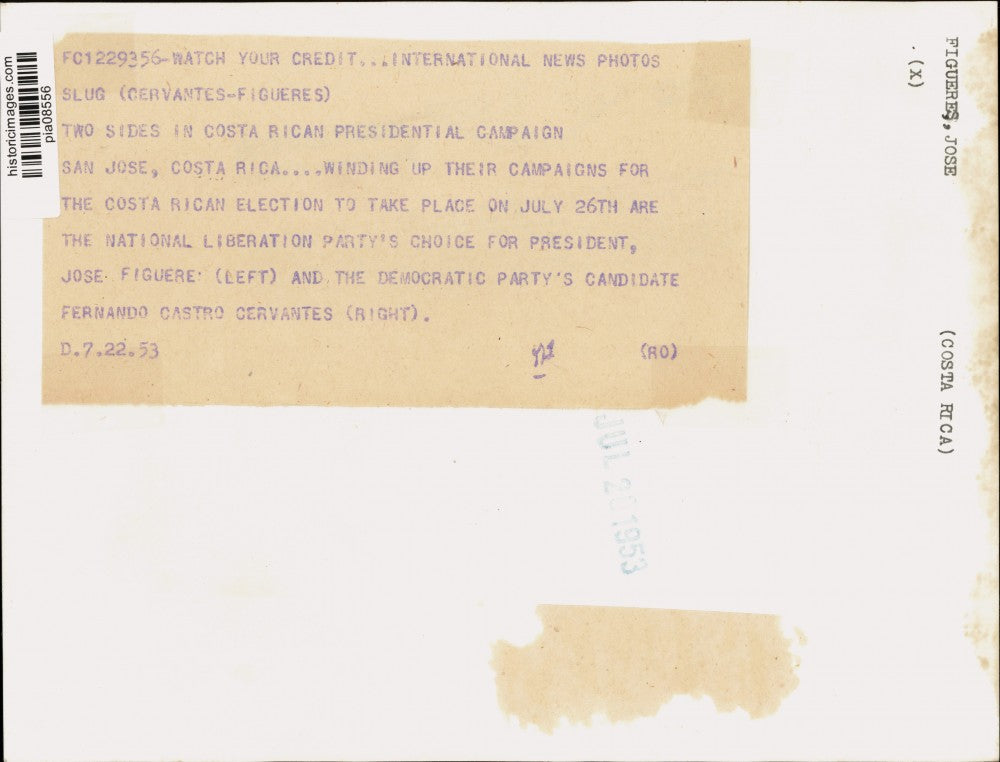 FC1229356-WATCH YOUR CREDIT...INTERNATIONAL NEWS PHOTOS
SLUG (CERVANTES-FIGUERES)
TWO SIDES IN COSTA RICAN PRESIDENTIAL CAMPAIGN
SAN JOSE, COSTA RICA....WINDING UP THEIR CAMPAIGNS FOR
THE COSTA RICAN ELECTION TO TAKE PLACE ON JULY 26TH ARE
THE NATIONAL LIBERATION PARTY'S CHOICE FOR PRESIDENT,
JOSE FIGUERE (LEFT) AND THE DEMOCRATIC PARTY'S CANDIDATE
FERNANDO CASTRO CERVANTES (RIGHT).
D.7.22.53 (RO)
historicimages.com
pia08556
FIGUERES, JOSE (COSTA RICA)
(X)
JUL 2 1953